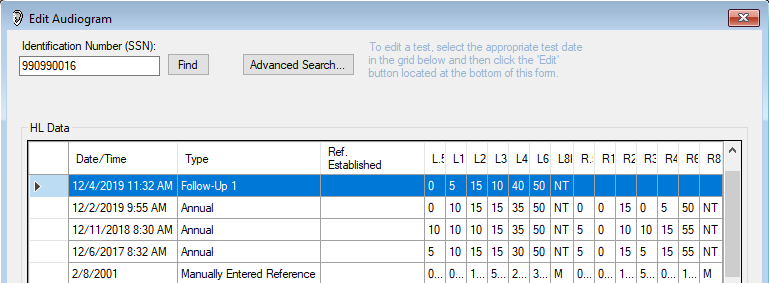 Edit Audiogram
Identification Number (SSN):
990990016
Find
Advanced Search...
To edit a test, select the appropriate test date
in the grid below and then click the 'Edit'
button located at the bottom of this form.
HL Data
Date/Time Type Ref. Established L.5 L1 L2 L3 L4 L6 L8 R. R1 R2 R3 R4 R6 R8
12/4/2019 11:32 AM Follow-Up 1 0 5 15 10 40 50 NT
12/2/2019 9:55 AM Annual 0 10 15 15 35 50 NT 0 0 15 0 5 50 NT
12/11/2018 8:30 AM Annual 10 10 10 15 35 50 NT 5 0 10 10 15 55 NT
12/6/2017 8:32 AM Annual 5 10 15 15 30 50 NT 0 0 15 5 15 55 NT
2/8/2001 Manually Entered Reference 0... 0... 1... 5... 2... 3... M 0... 0... 1... 0... 0... 1... M